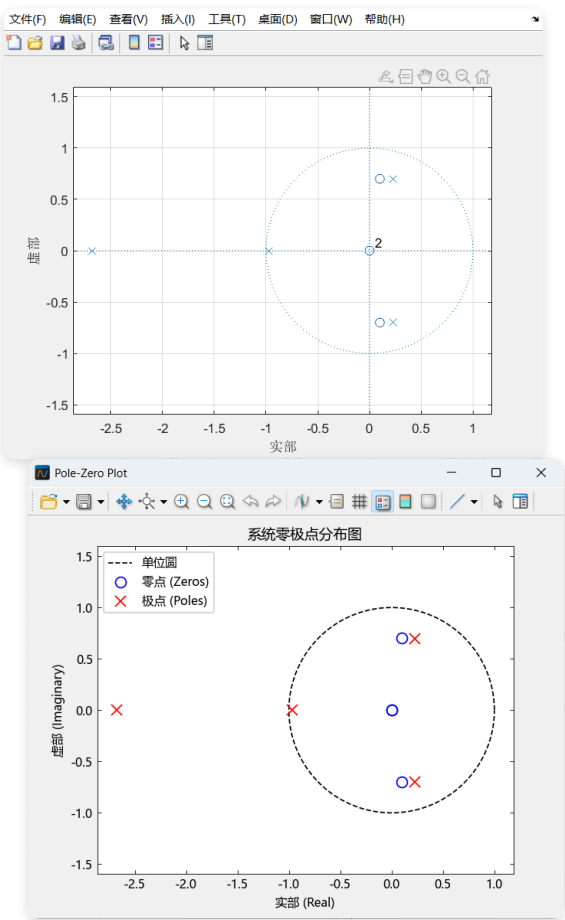 文件(F) 编辑(E) 查看(V) 插入(I) 工具(T) 桌面(D) 窗口(W) 帮助(H)
1.5
1
0.5
0
-0.5
-1
-1.5
虚部
2
-2.5 -2 -1.5 -1 -0.5 0 0.5 1
实部
Pole-Zero Plot
系统零极点分布图
单位圆
零点 (Zeros)
极点 (Poles)
1.5
1.0
0.5
0.0
-0.5
-1.0
-1.5
虚部 (Imaginary)
-2.5 -2.0 -1.5 -1.0 -0.5 0.0 0.5 1.0
实部 (Real)